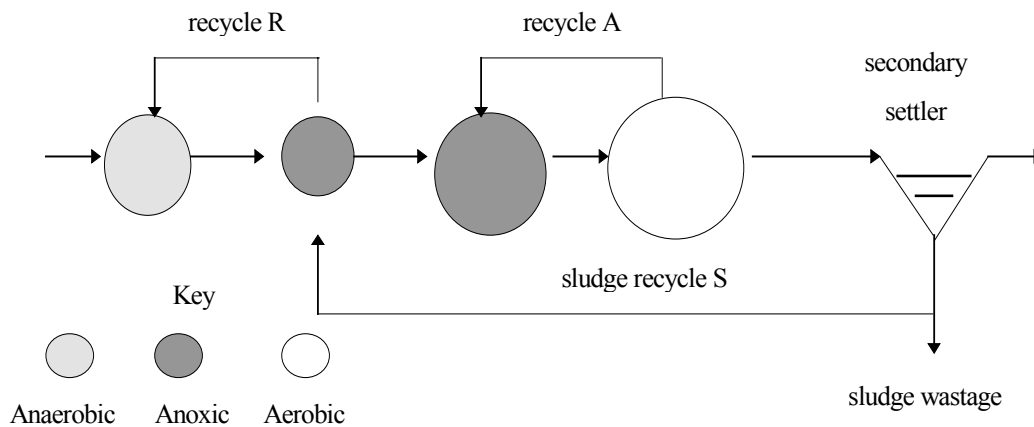 recycle R
recycle A
secondary
settler
sludge recycle S
Key
Anaerobic
Anoxic
Aerobic
sludge wastage